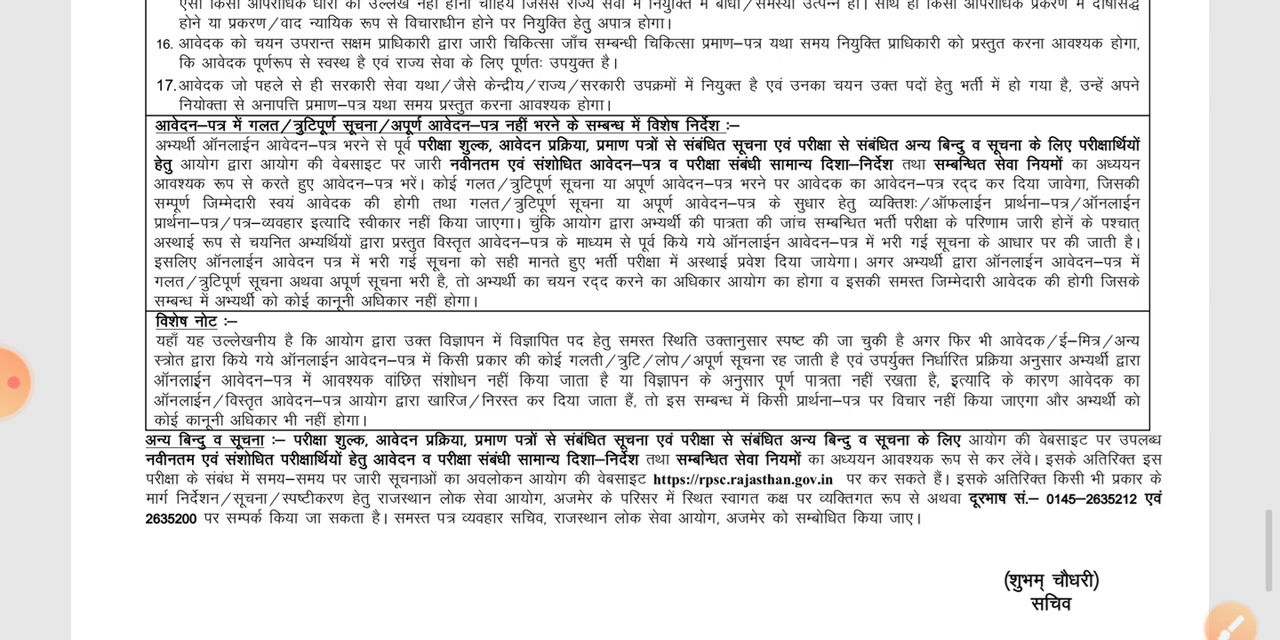 ऐसी किसी आपराधिक धारा का उल्लेख नहीं होना चाहिये जिससे राज्य सेवा में नियुक्ति में बाधा/समस्या उत्पन्न हो। साथ ही किसी आपराधिक प्रकरण में दोषसिद्ध
होने या प्रकरण/वाद न्यायिक रूप से विचाराधीन होने पर नियुक्ति हेतु अपात्र होगा।
16. आवेदक को चयन उपरान्त सक्षम प्राधिकारी द्वारा जारी चिकित्सा जाँच सम्बन्धी चिकित्सा प्रमाण–पत्र यथा समय नियुक्ति प्राधिकारी को प्रस्तुत करना आवश्यक होगा,
कि आवेदक पूर्णरूप से स्वस्थ है एवं राज्य सेवा के लिए पूर्णतः उपयुक्त है।
17. आवेदक जो पहले से ही सरकारी सेवा यथा/जैसे केन्द्रीय/राज्य/सरकारी उपक्रमों में नियुक्त है एवं उनका चयन उक्त पदों हेतु भर्ती में हो गया है, उन्हें अपने
नियोक्ता से अनापत्ति प्रमाण–पत्र यथा समय प्रस्तुत करना आवश्यक होगा।
आवेदन–पत्र में गलत/त्रुटिपूर्ण सूचना/अपूर्ण आवेदन–पत्र नहीं भरने के सम्बन्ध में विशेष निर्देश :–
अभ्यर्थी ऑनलाईन आवेदन–पत्र भरने से पूर्व परीक्षा शुल्क, आवेदन प्रक्रिया, प्रमाण पत्रों से संबंधित सूचना एवं परीक्षा से संबंधित अन्य बिन्दु व सूचना के लिए परीक्षार्थियों
हेतु आयोग द्वारा आयोग की वेबसाइट पर जारी नवीनतम एवं संशोधित आवेदन–पत्र व परीक्षा संबंधी सामान्य दिशा–निर्देश तथा सम्बन्धित सेवा नियमों का अध्ययन
आवश्यक रूप से करते हुए आवेदन–पत्र भरें। कोई गलत/त्रुटिपूर्ण सूचना या अपूर्ण आवेदन–पत्र भरने पर आवेदक का आवेदन–पत्र रद्द कर दिया जावेगा, जिसकी
सम्पूर्ण जिम्मेदारी स्वयं आवेदक की होगी तथा गलत/त्रुटिपूर्ण सूचना या अपूर्ण आवेदन–पत्र के सुधार हेतु व्यक्तिशः/ऑफलाईन प्रार्थना–पत्र/ऑनलाईन
प्रार्थना–पत्र/पत्र–व्यवहार इत्यादि स्वीकार नहीं किया जाएगा। चुंकि आयोग द्वारा अभ्यर्थी की पात्रता की जांच सम्बन्धित भर्ती परीक्षा के परिणाम जारी होनें के पश्चात्
अस्थाई रूप से चयनित अभ्यर्थियों द्वारा प्रस्तुत विस्तृत आवेदन–पत्र के माध्यम से पूर्व किये गये ऑनलाईन आवेदन–पत्र में भरी गई सूचना के आधार पर की जाती है।
इसलिए ऑनलाईन आवेदन पत्र में भरी गई सूचना को सही मानते हुए भर्ती परीक्षा में अस्थाई प्रवेश दिया जायेगा। अगर अभ्यर्थी द्वारा ऑनलाईन आवेदन–पत्र में
गलत/त्रुटिपूर्ण सूचना अथवा अपूर्ण सूचना भरी है, तो अभ्यर्थी का चयन रद्द करने का अधिकार आयोग का होगा व इसकी समस्त जिम्मेदारी आवेदक की होगी जिसके
सम्बन्ध में अभ्यर्थी को कोई कानूनी अधिकार नहीं होगा।
विशेष नोट :–
यहाँ यह उल्लेखनीय है कि आयोग द्वारा उक्त विज्ञापन में विज्ञापित पद हेतु समस्त स्थिति उक्तानुसार स्पष्ट की जा चुकी है अगर फिर भी आवेदक/ई–मित्र/अन्य
स्त्रोत द्वारा किये गये ऑनलाईन आवेदन–पत्र में किसी प्रकार की कोई गलती/त्रुटि/लोप/अपूर्ण सूचना रह जाती है एवं उपर्युक्त निर्धारित प्रक्रिया अनुसार अभ्यर्थी द्वारा
ऑनलाईन आवेदन–पत्र में आवश्यक वांछित संशोधन नहीं किया जाता है या विज्ञापन के अनुसार पूर्ण पात्रता नहीं रखता है, इत्यादि के कारण आवेदक का
ऑनलाईन/विस्तृत आवेदन–पत्र आयोग द्वारा खारिज/निरस्त कर दिया जाता हैं, तो इस सम्बन्ध में किसी प्रार्थना–पत्र पर विचार नहीं किया जाएगा और अभ्यर्थी को
कोई कानूनी अधिकार भी नहीं होगा।
अन्य बिन्दु व सूचना :– परीक्षा शुल्क, आवेदन प्रक्रिया, प्रमाण पत्रों से संबंधित सूचना एवं परीक्षा से संबंधित अन्य बिन्दु व सूचना के लिए आयोग की वेबसाइट पर उपलब्ध
नवीनतम एवं संशोधित परीक्षार्थियों हेतु आवेदन व परीक्षा संबंधी सामान्य दिशा–निर्देश तथा सम्बन्धित सेवा नियमों का अध्ययन आवश्यक रूप से कर लेंवे। इसके अतिरिक्त इस
परीक्षा के संबंध में समय–समय पर जारी सूचनाओं का अवलोकन आयोग की वेबसाइट https://rpsc.rajasthan.gov.in पर कर सकते हैं। इसके अतिरिक्त किसी भी प्रकार के
मार्ग निर्देशन/सूचना/स्पष्टीकरण हेतु राजस्थान लोक सेवा आयोग, अजमेर के परिसर में स्थित स्वागत कक्ष पर व्यक्तिगत रूप से अथवा दूरभाष सं.– 0145-2635212 एवं
2635200 पर सम्पर्क किया जा सकता है। समस्त पत्र व्यवहार सचिव, राजस्थान लोक सेवा आयोग, अजमेर को सम्बोधित किया जाए।
(शुभम् चौधरी)
सचिव